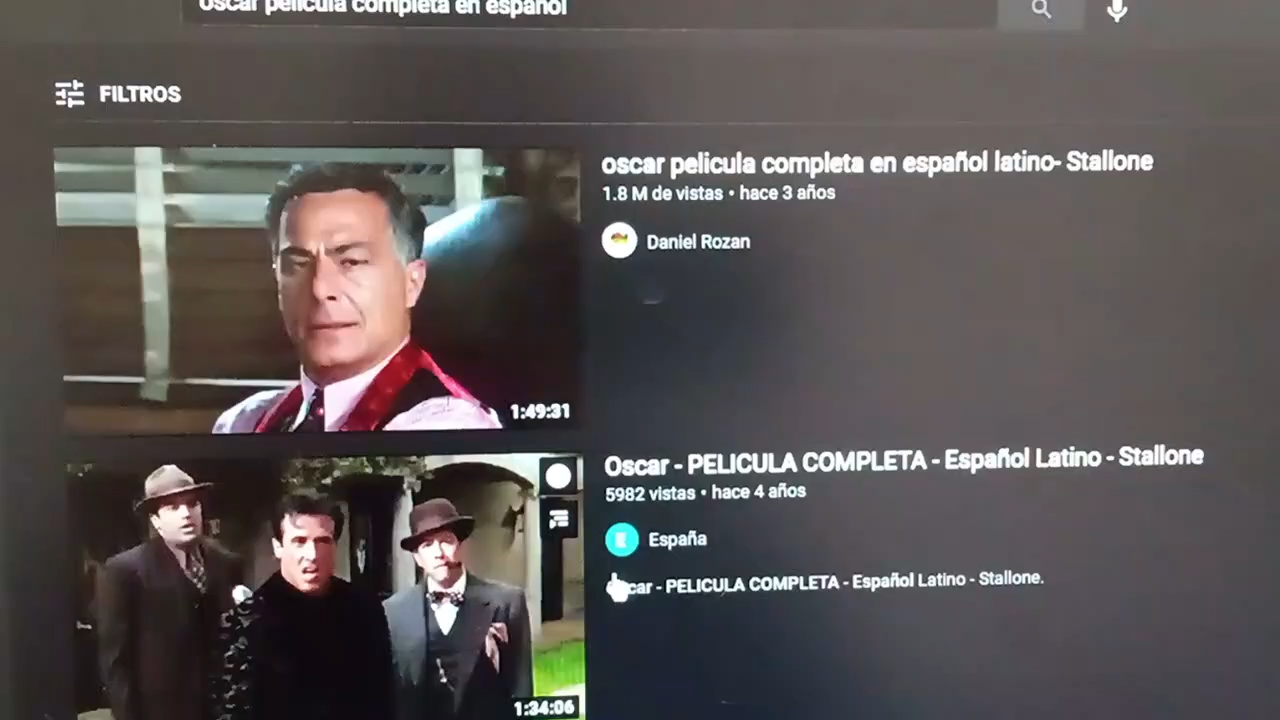 oscar pelicula completa en español
FILTROS
oscar pelicula completa en español latino- Stallone
1.8 M de vistas • hace 3 años
Daniel Rozan
1:49:31
Oscar - PELICULA COMPLETA - Español Latino - Stallone
5982 vistas • hace 4 años
E España
car - PELICULA COMPLETA - Español Latino - Stallone.
1:34:06